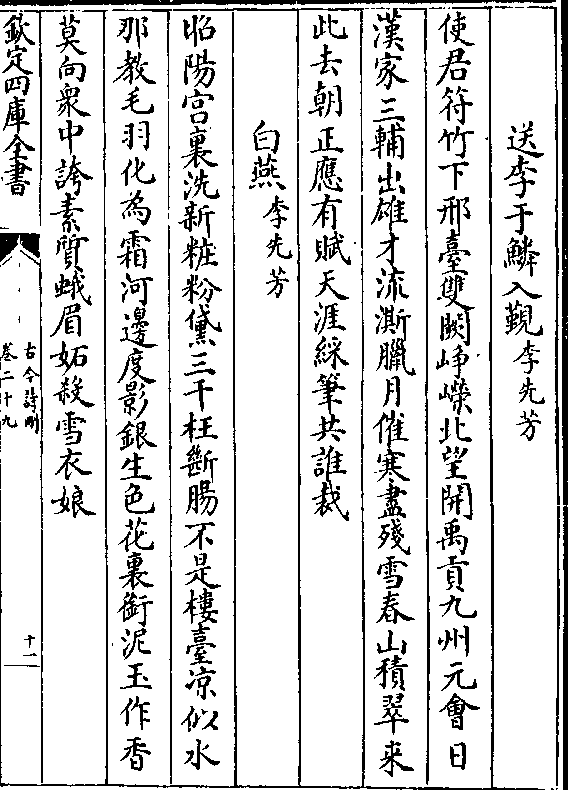 送李于鱗入覲李先芳
使君符竹下邢臺雙闕崢嶸北望開禹貢九州元會日
漢家三輔出雄才流澌臘月催寒盡殘雪春山積翠来
此去朝正應有賦天涯綵筆共誰裁
白燕李先芳
昭陽宫裏洗新粧粉黛三千枉斷腸不是樓臺凉似水
那教毛羽化為霜河邊度影銀生色花裏銜泥玉作香
莫向衆中誇素質蛾眉妬殺雪衣娘
欽定四庫全書
古今詩刪
卷二十九
十一